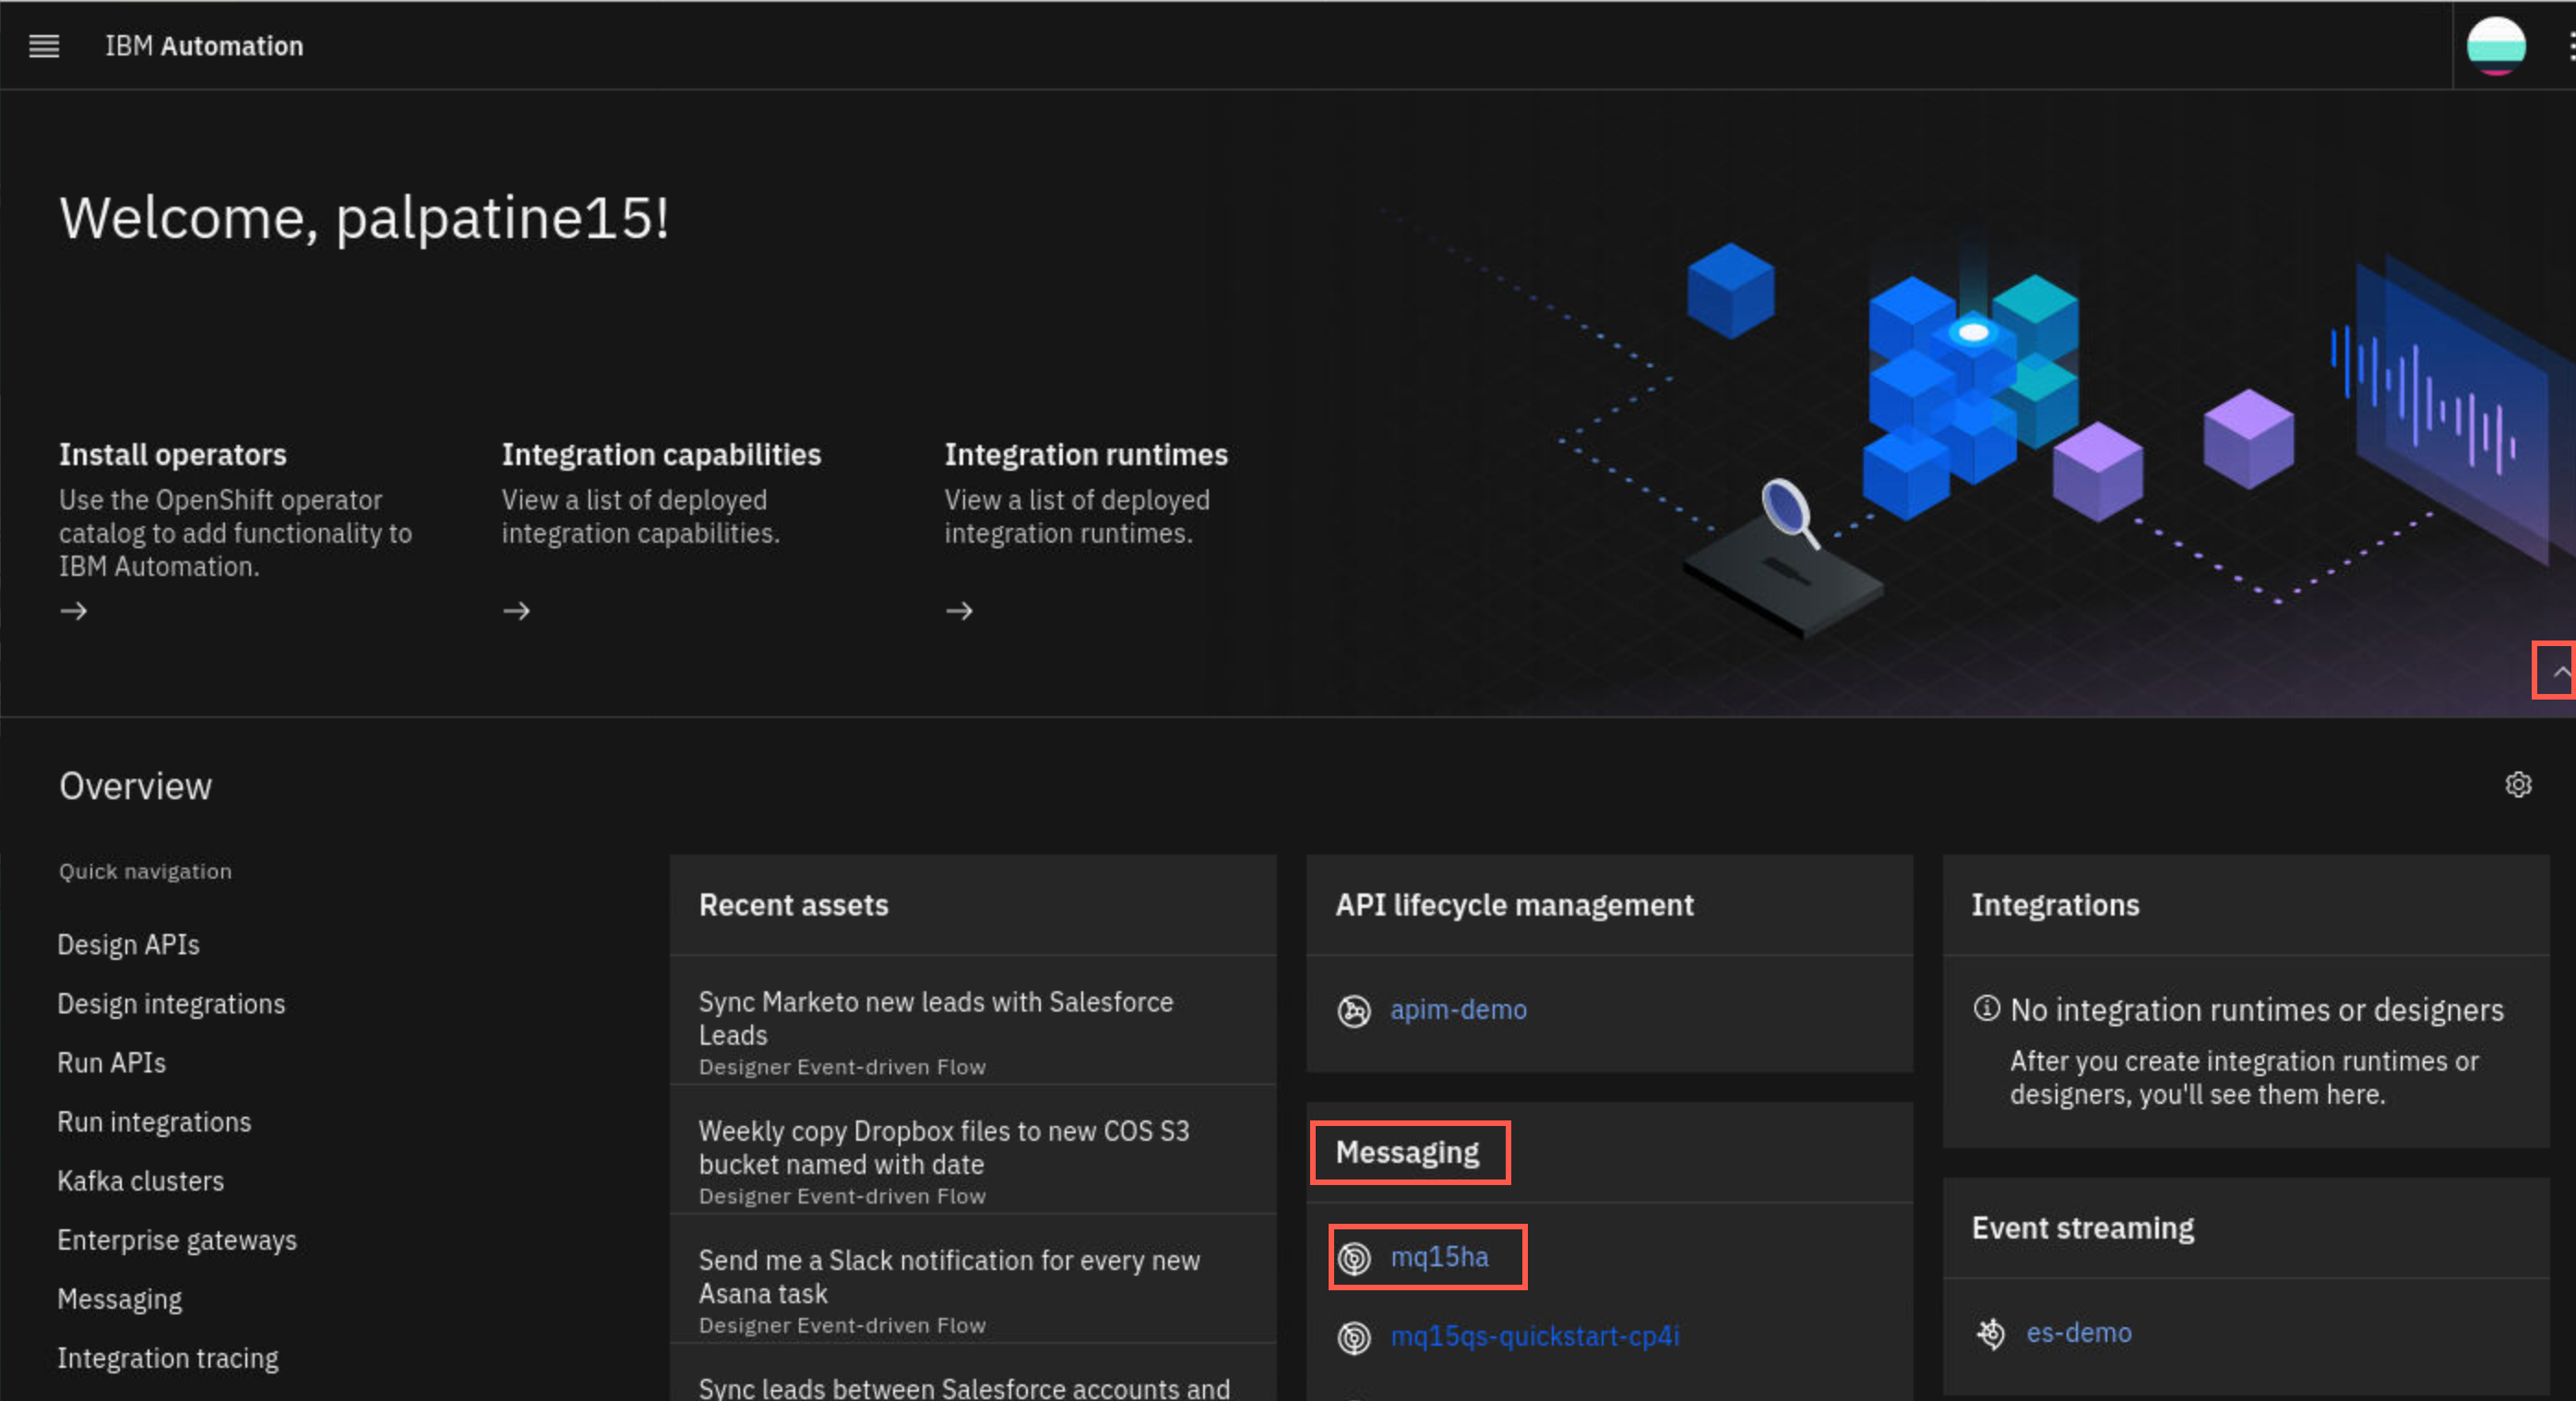 IBM Automation
Welcome, palpatine15!
Install operators
Use the OpenShift operator
catalog to add functionality to
IBM Automation.
Integration capabilities
View a list of deployed
integration capabilities.
Integration runtimes
View a list of deployed
integration runtimes.
Overview
Quick navigation
Design APIs
Design integrations
Run APIs
Run integrations
Kafka clusters
Enterprise gateways
Messaging
Integration tracing
Recent assets
Sync Marketo new leads with Salesforce
Leads
Designer Event-driven Flow
Weekly copy Dropbox files to new COS S3
bucket named with date
Designer Event-driven Flow
Send me a Slack notification for every new
Asana task
Designer Event-driven Flow
Sync leads between Salesforce accounts and
API lifecycle management
apim-demo
Messaging
mq15ha
mq15qs-quickstart-cp4i
Integrations
No integration runtimes or designers
After you create integration runtimes or
designers, you'll see them here.
Event streaming
es-demo